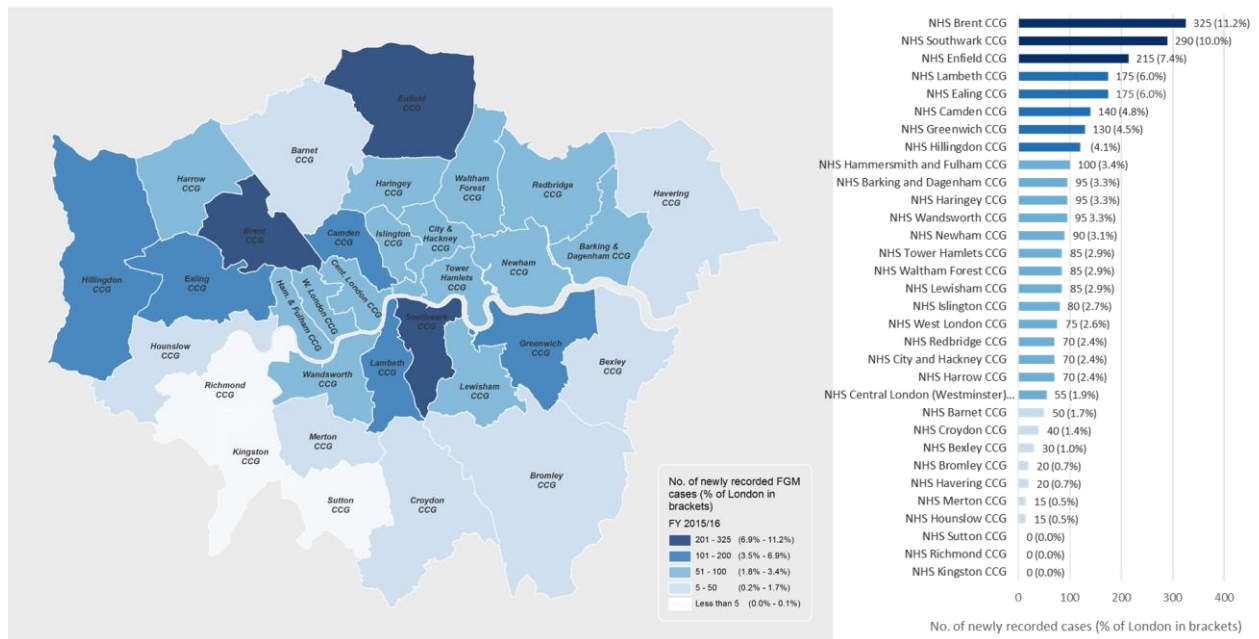 Enfield
CCG
Barnet
CCG
Harrow
CCG
Haringey
CCG
Waltham
Forest
CCG
Redbridge
CCG
Havering
CCG
Brent
CCG
Camden
CCG
Islington
CCG
City &
Hackney
CCG
Barking &
Dagenham CCG
Hillingdon
CCG
Ealing
CCG
Ham. & Fulham CCG
W. London CCG
Cent. London CCG
Tower
Hamlets
CCG
Newham
CCG
Hounslow
CCG
Southwark
CCG
Greenwich
CCG
Bexley
CCG
Richmond
CCG
Wandsworth
CCG
Lambeth
CCG
Lewisham
CCG
Merton
CCG
Kingston
CCG
Sutton
CCG
Croydon
CCG
Bromley
CCG
No. of newly recorded FGM
cases (% of London in
brackets)
FY 2015/16
201 - 325 (6.9% - 11.2%)
101 - 200 (3.5% - 6.9%)
51 - 100 (1.8% - 3.4%)
5 - 50 (0.2% - 1.7%)
Less than 5 (0.0% - 0.1%)
NHS Brent CCG 325 (11.2%)
NHS Southwark CCG 290 (10.0%)
NHS Enfield CCG 215 (7.4%)
NHS Lambeth CCG 175 (6.0%)
NHS Ealing CCG 175 (6.0%)
NHS Camden CCG 140 (4.8%)
NHS Greenwich CCG 130 (4.5%)
NHS Hillingdon CCG (4.1%)
NHS Hammersmith and Fulham CCG 100 (3.4%)
NHS Barking and Dagenham CCG 95 (3.3%)
NHS Haringey CCG 95 (3.3%)
NHS Wandsworth CCG 95 3.3%)
NHS Newham CCG 90 (3.1%)
NHS Tower Hamlets CCG 85 (2.9%)
NHS Waltham Forest CCG 85 (2.9%)
NHS Lewisham CCG 85 (2.9%)
NHS Islington CCG 80 (2.7%)
NHS West London CCG 75 (2.6%)
NHS Redbridge CCG 70 (2.4%)
NHS City and Hackney CCG 70 (2.4%)
NHS Harrow CCG 70 (2.4%)
NHS Central London (Westminster)... 55 (1.9%)
NHS Barnet CCG 50 (1.7%)
NHS Croydon CCG 40 (1.4%)
NHS Bexley CCG 30 (1.0%)
NHS Bromley CCG 20 (0.7%)
NHS Havering CCG 20 (0.7%)
NHS Merton CCG 15 (0.5%)
NHS Hounslow CCG 15 (0.5%)
NHS Sutton CCG 0 (0.0%)
NHS Richmond CCG 0 (0.0%)
NHS Kingston CCG 0 (0.0%)
0 100 200 300 400
No. of newly recorded cases (% of London in brackets)